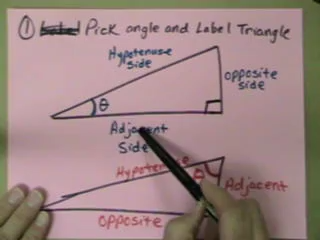 ① Label Pick angle and Label Triangle
Hypotenuse
side
opposite
side
θ
Adjacent
Side
Hypotenuse
θ
Adjacent
opposite